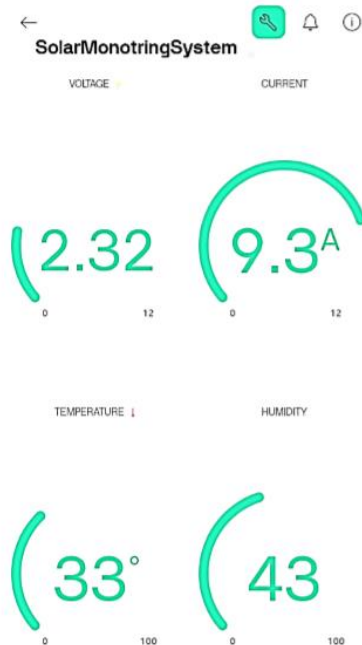 SolarMonotringSystem
VOLTAGE CURRENT
2.32 9.3A
0 12 0 12
TEMPERATURE HUMIDITY
33° 43
0 100 0 100